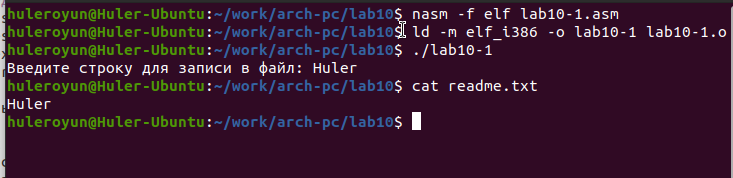 huleroyun@Huler-Ubuntu:~/work/arch-pc/lab10$ nasm -f elf lab10-1.asm
huleroyun@Huler-Ubuntu:~/work/arch-pc/lab10$ ld -m elf_i386 -o lab10-1 lab10-1.o
huleroyun@Huler-Ubuntu:~/work/arch-pc/lab10$ ./lab10-1
Введите строку для записи в файл: Huler
huleroyun@Huler-Ubuntu:~/work/arch-pc/lab10$ cat readme.txt
Huler
huleroyun@Huler-Ubuntu:~/work/arch-pc/lab10$